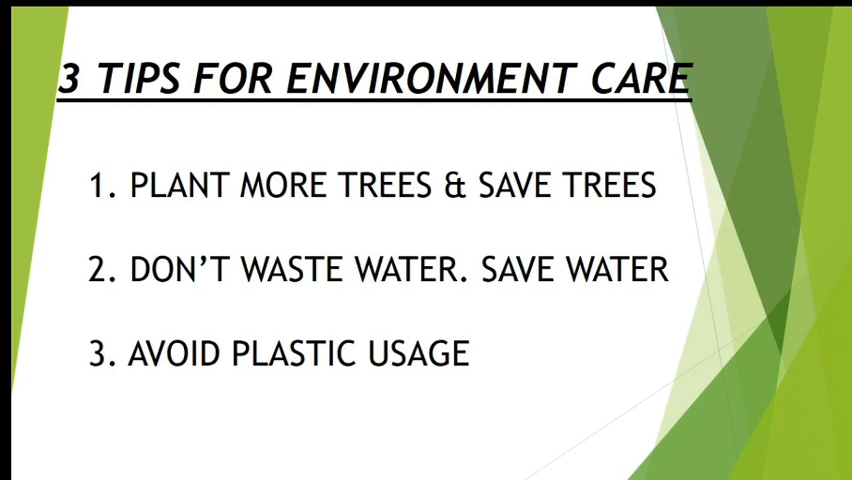 3 TIPS FOR ENVIRONMENT CARE
1. PLANT MORE TREES & SAVE TREES
2. DON’T WASTE WATER. SAVE WATER
3. AVOID PLASTIC USAGE